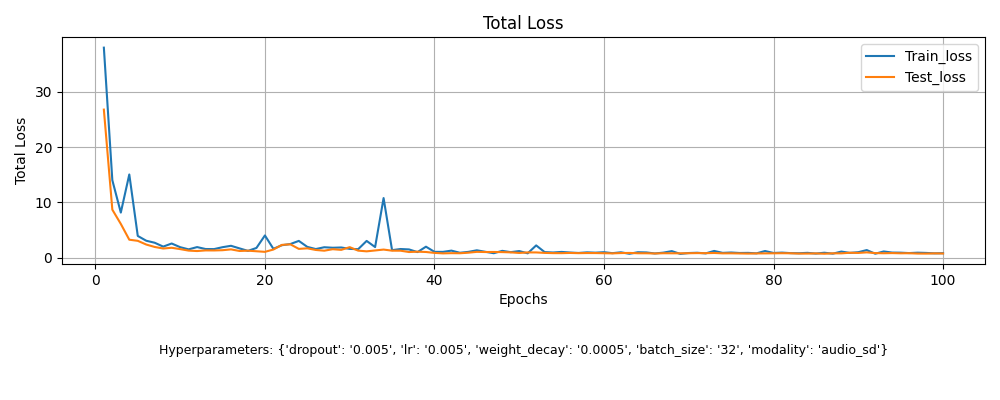 Total Loss
Train_loss
Test_loss
30
20
10
0
Total Loss
0
20
40
60
80
100
Epochs
Hyperparameters: {'dropout': '0.005', 'lr': '0.005', 'weight_decay': '0.0005', 'batch_size': '32', 'modality': 'audio_sd'}